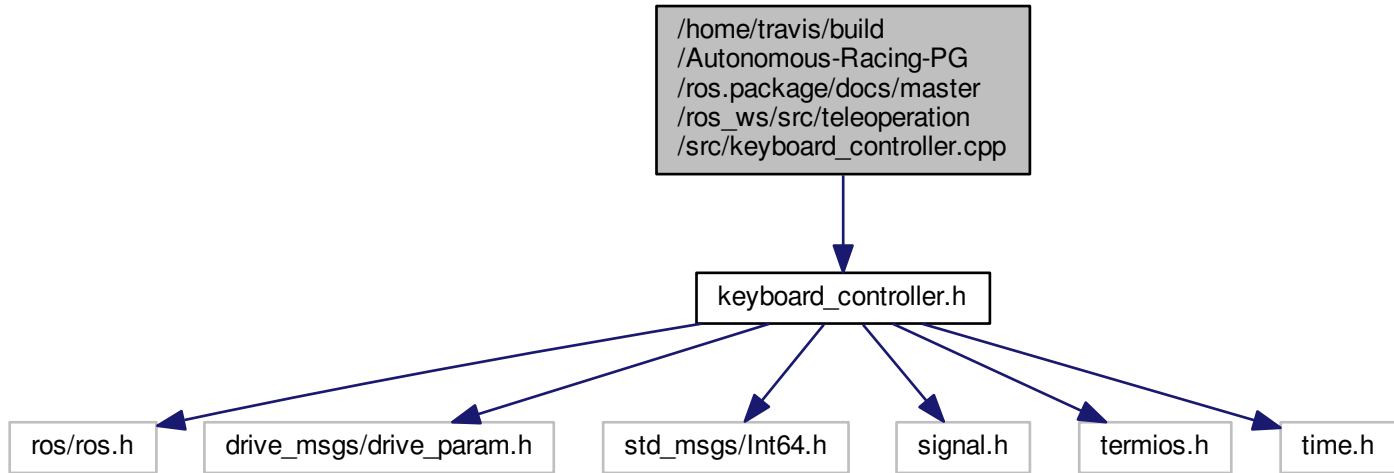 /home/travis/build
/Autonomous-Racing-PG
/ros.package/docs/master
/ros_ws/src/teleoperation
/src/keyboard_controller.cpp
keyboard_controller.h
ros/ros.h
drive_msgs/drive_param.h
std_msgs/Int64.h
signal.h
termios.h
time.h